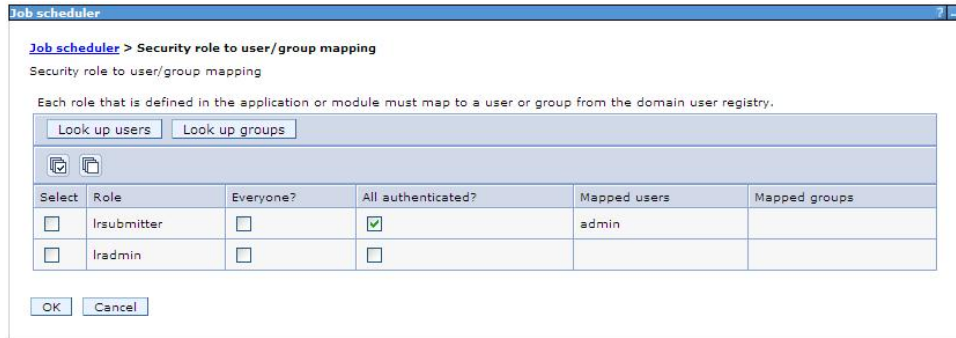 Job scheduler ? -
Job scheduler > Security role to user/group mapping
Security role to user/group mapping
Each role that is defined in the application or module must map to a user or group from the domain user registry.
Look up users Look up groups
Select Role Everyone? All authenticated? Mapped users Mapped groups
lrsubmitter admin
lradmin
OK Cancel